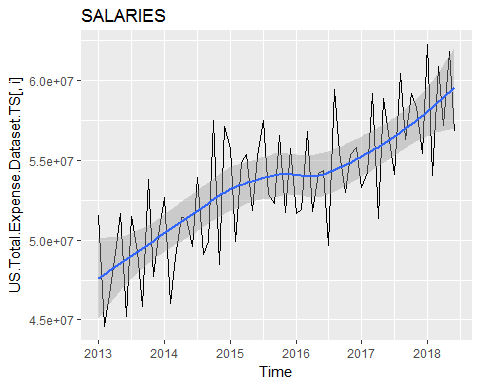 SALARIES
US.Total.Expense.Dataset.TS[, i]
6.0e+07
5.5e+07
5.0e+07
4.5e+07
2013 2014 2015 2016 2017 2018
Time